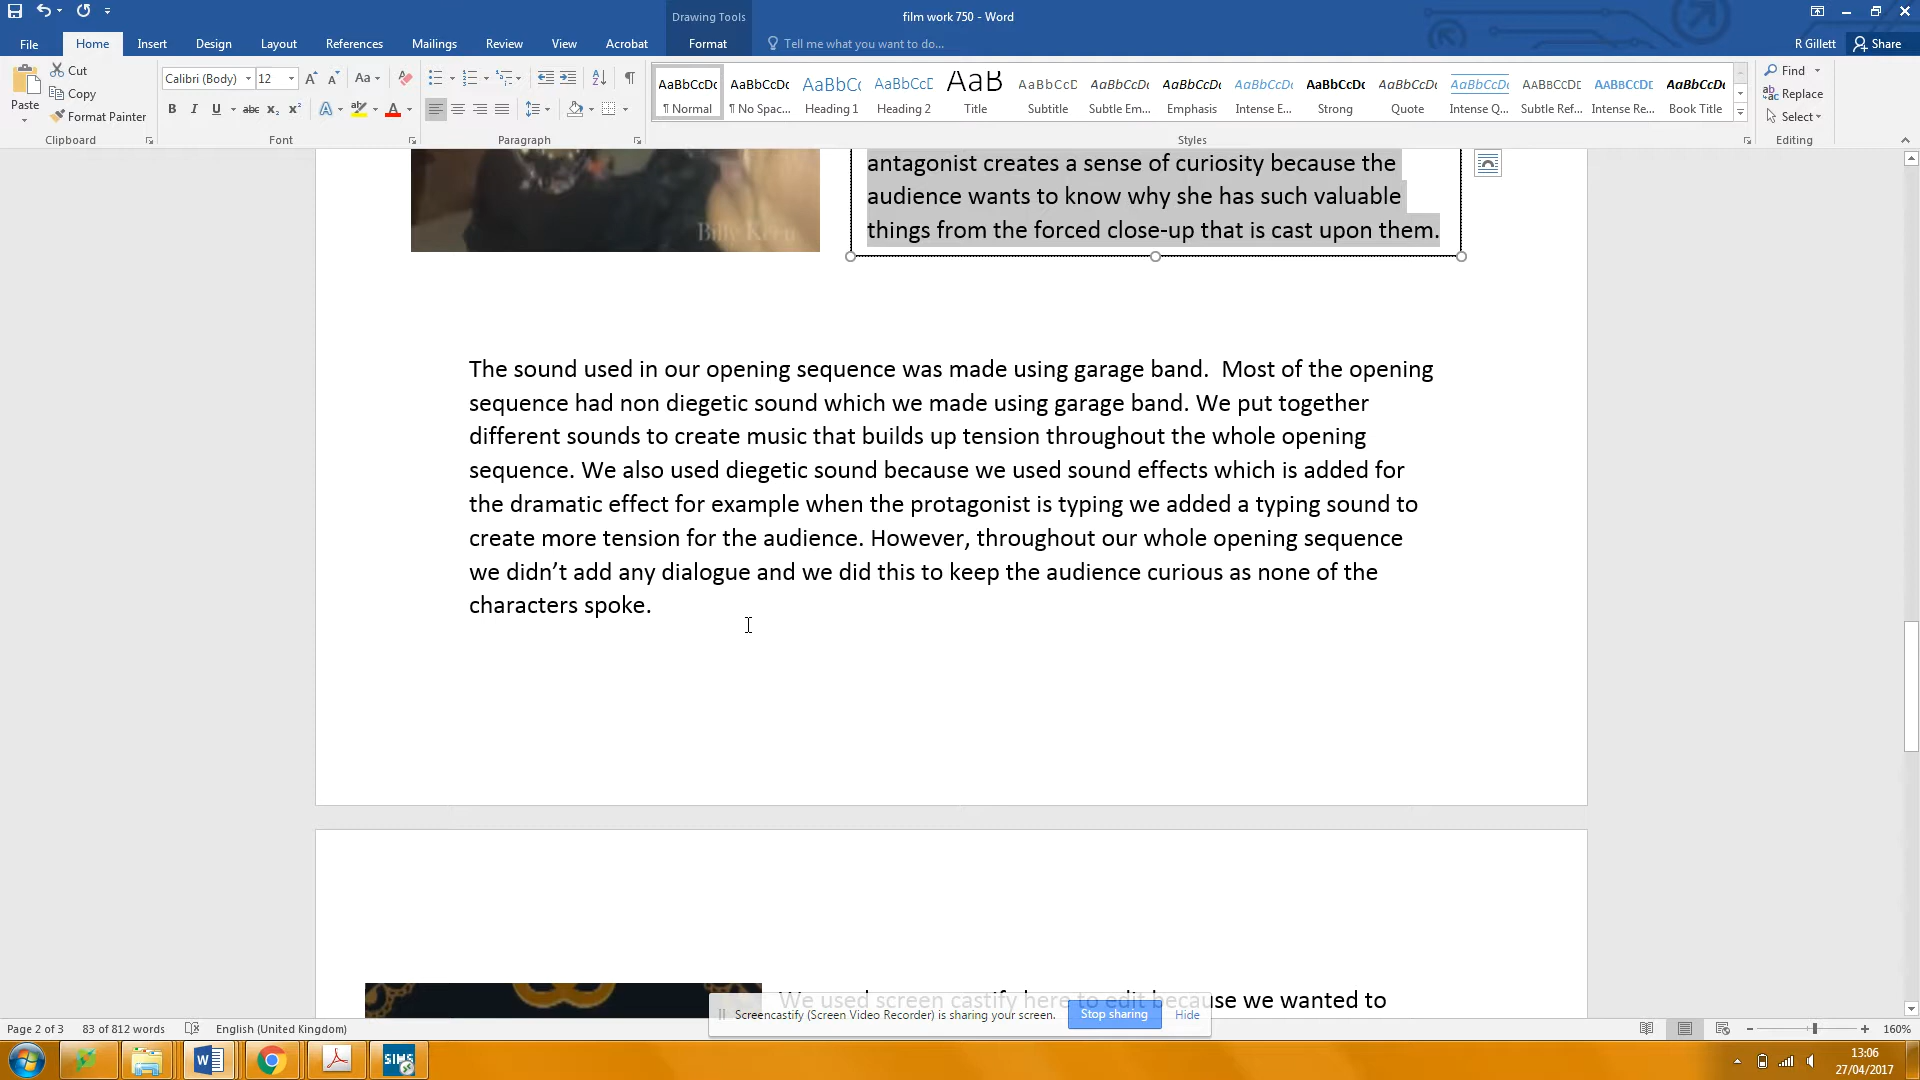 Drawing Tools
film work 750 - Word
File
Home
Insert
Design
Layout
References
Mailings
Review
View
Acrobat
Format
Tell me what you want to do...
R Gillett
Share
Paste
Cut
Copy
Format Painter
Clipboard
Calibri (Body)
12
Font
Paragraph
AaBbCcDc
¶ Normal
AaBbCcDc
¶ No Spac...
AaBbCc
Heading 1
AaBbCcD
Heading 2
AaB
Title
AaBbCcD
Subtitle
AaBbCcDc
Subtle Em...
AaBbCcDc
Emphasis
AaBbCcDc
Intense E...
AaBbCcDc
Strong
AaBbCcDc
Quote
AaBbCcDc
Intense Q...
AaBbCcDc
Subtle Ref...
AaBbCcDc
Intense Re...
AaBbCcDc
Book Title
Styles
Find
Replace
Select
Editing
antagonist creates a sense of curiosity because the
audience wants to know why she has such valuable
things from the forced close-up that is cast upon them.
Billy Keen
The sound used in our opening sequence was made using garage band.  Most of the opening
sequence had non diegetic sound which we made using garage band. We put together
different sounds to create music that builds up tension throughout the whole opening
sequence. We also used diegetic sound because we used sound effects which is added for
the dramatic effect for example when the protagonist is typing we added a typing sound to
create more tension for the audience. However, throughout our whole opening sequence
we didn’t add any dialogue and we did this to keep the audience curious as none of the
characters spoke.
We used screen castify here to edit because we wanted to
Screencastify (Screen Video Recorder) is sharing your screen.
Stop sharing
Hide
Page 2 of 3
83 of 812 words
English (United Kingdom)
160%
SIMS
13:06
27/04/2017